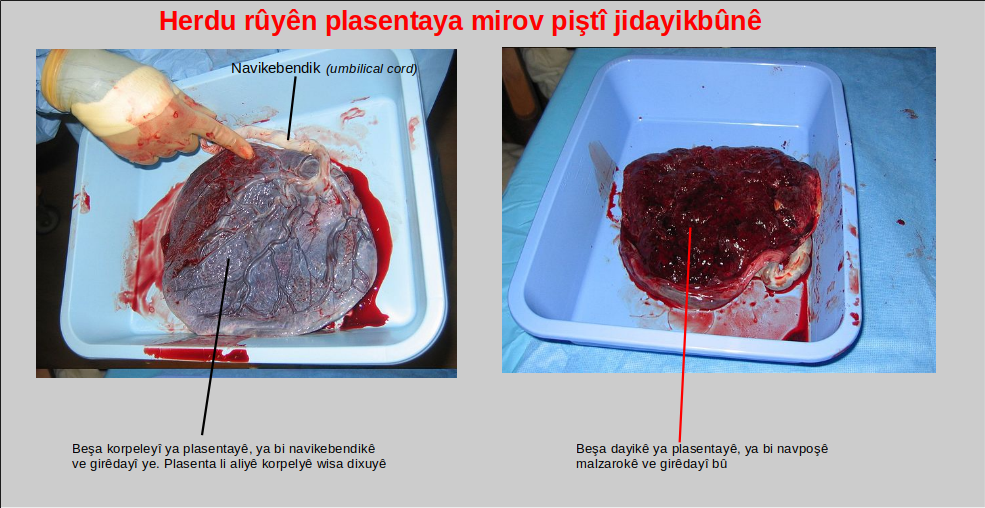 Herdu rûyên plasentaya mirov piştî jidayikbûnê
Navikebendik (umbilical cord)
Beşa korpeleyî ya plasentayê, ya bi navikebendikê
ve girêdayî ye. Plasenta li aliyê korpelyê wisa dixuyê
Beşa dayikê ya plasentayê, ya bi navpoşê
malzarokê ve girêdayî bû